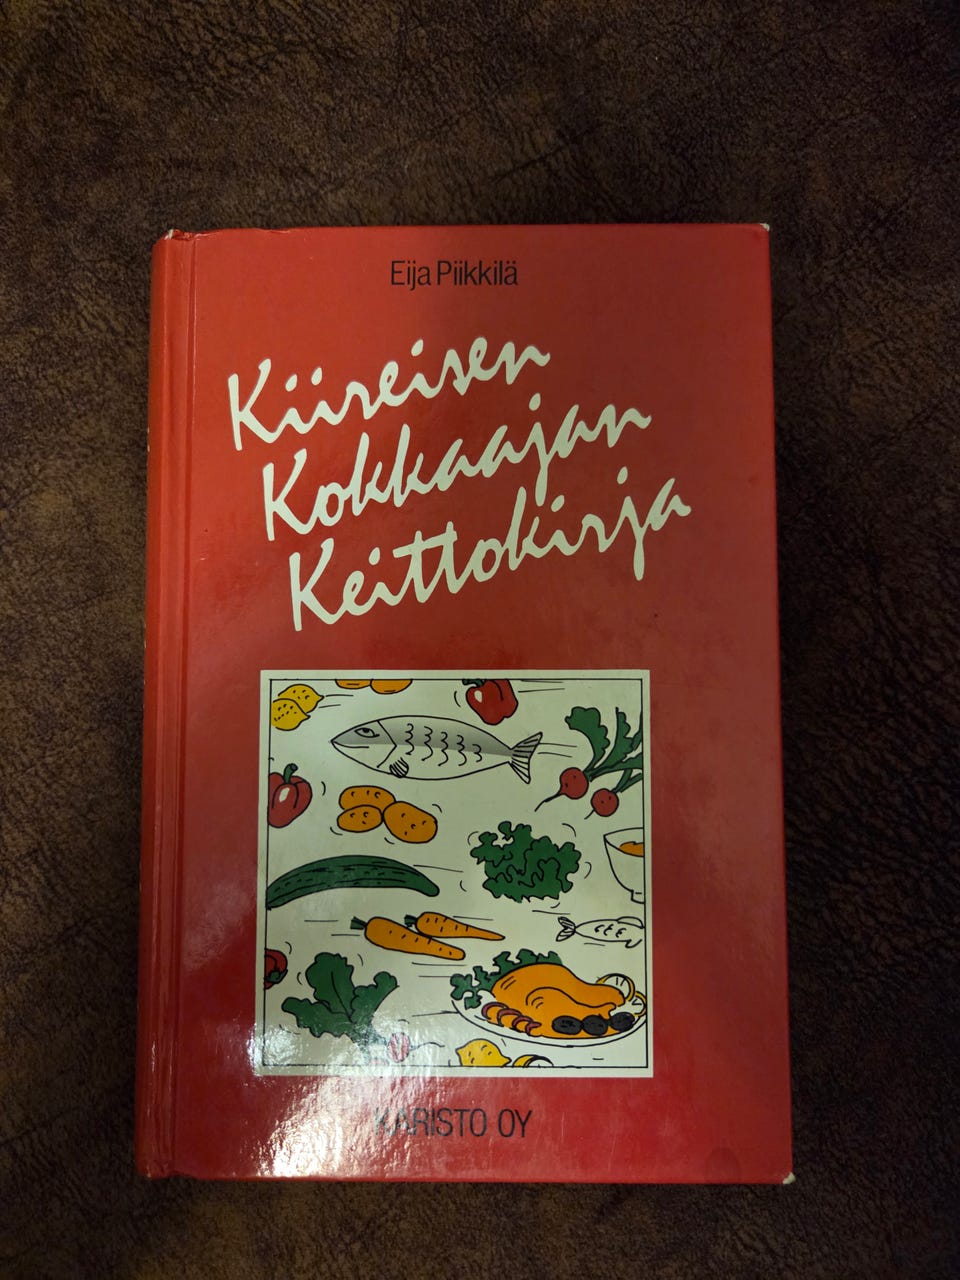 Eija Piikkilä
Kiireisen
Kokkaajan
Keittokirja
KARISTO OY